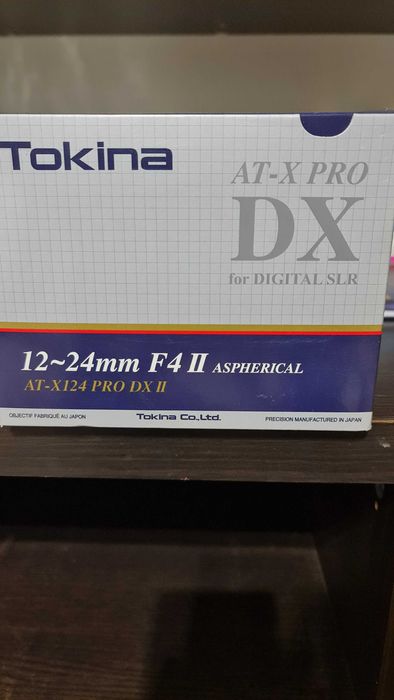 Tokina
AT-X PRO
DX
for DIGITAL SLR
12~24mm F4 II ASPHERICAL
AT-X124 PRO DX II
OBJECTIF FABRIQUÉ AU JAPON Tokina Co.,Ltd. PRECISION MANUFACTURED IN JAPAN